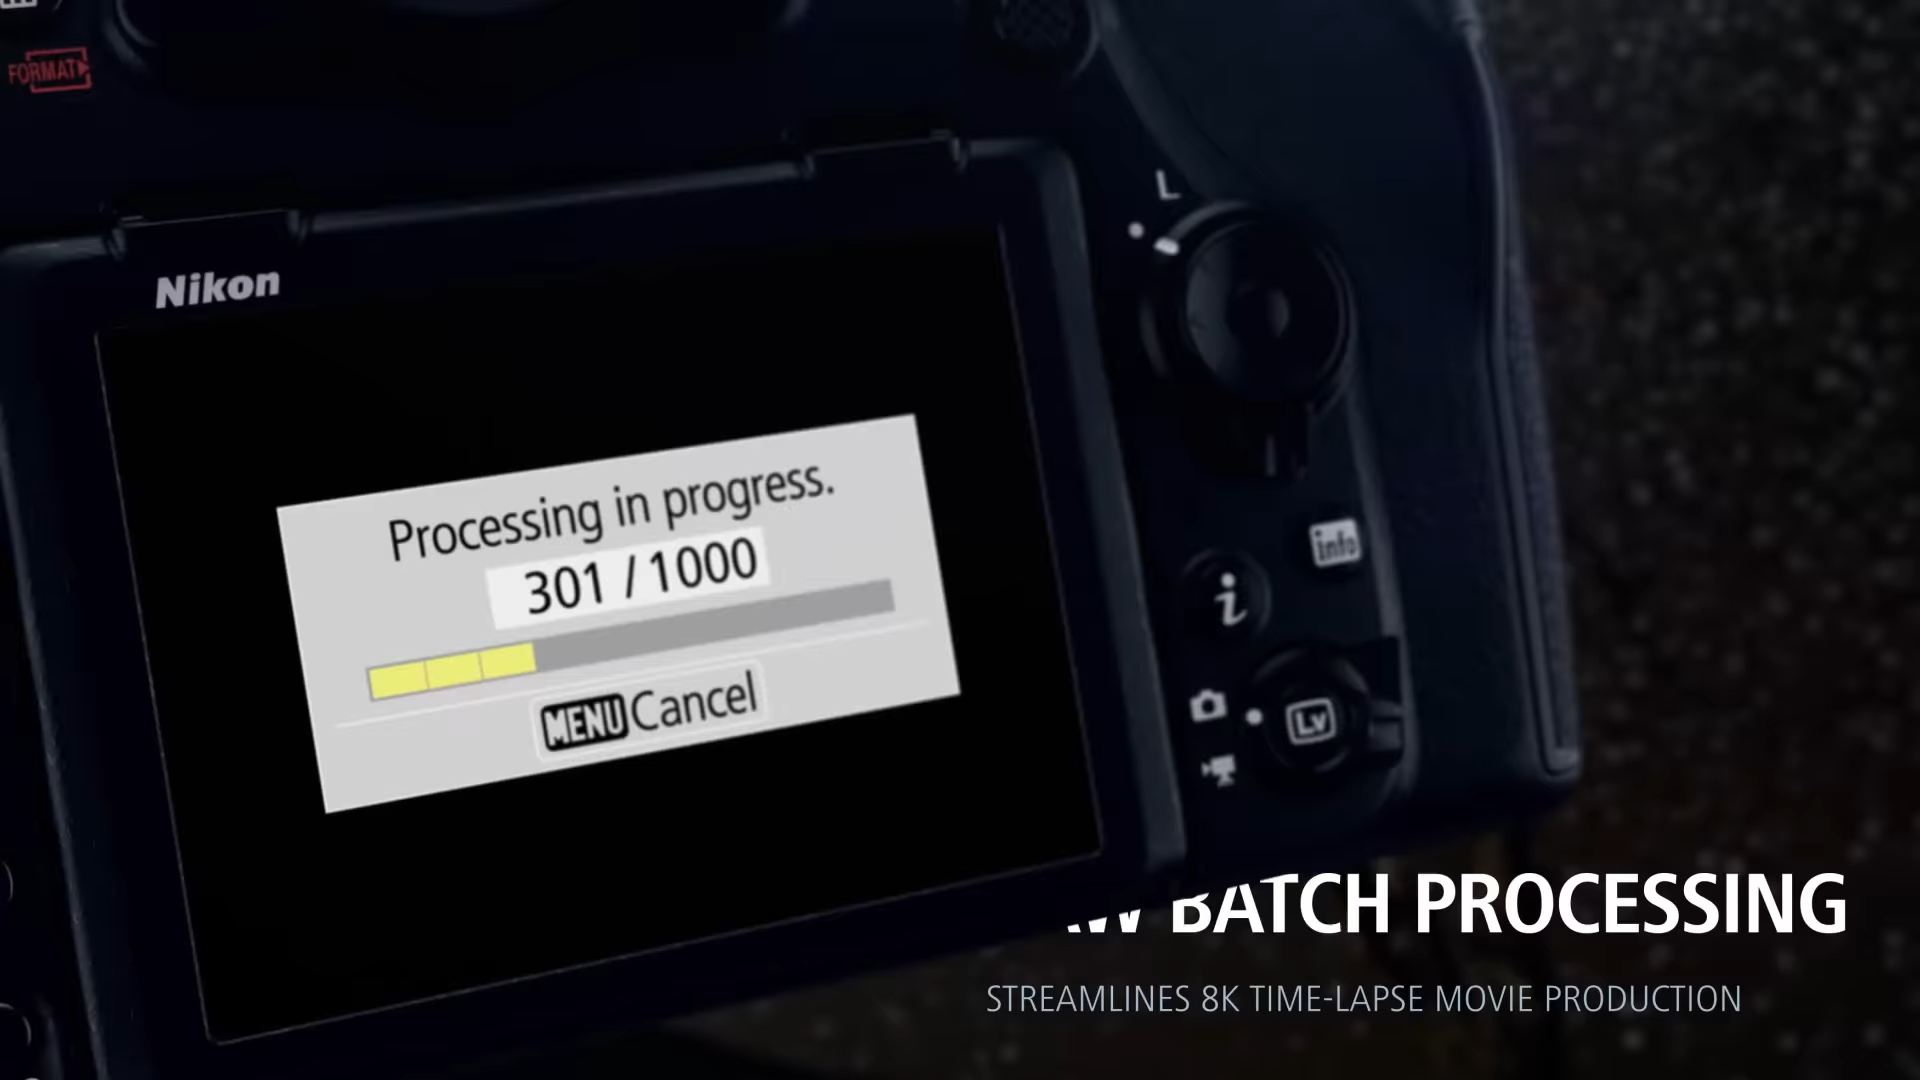 FORMAT
L
Nikon
Processing in progress.
301 / 1000
MENU Cancel
info
i
Lv
BATCH PROCESSING
STREAMLINES 8K TIME-LAPSE MOVIE PRODUCTION